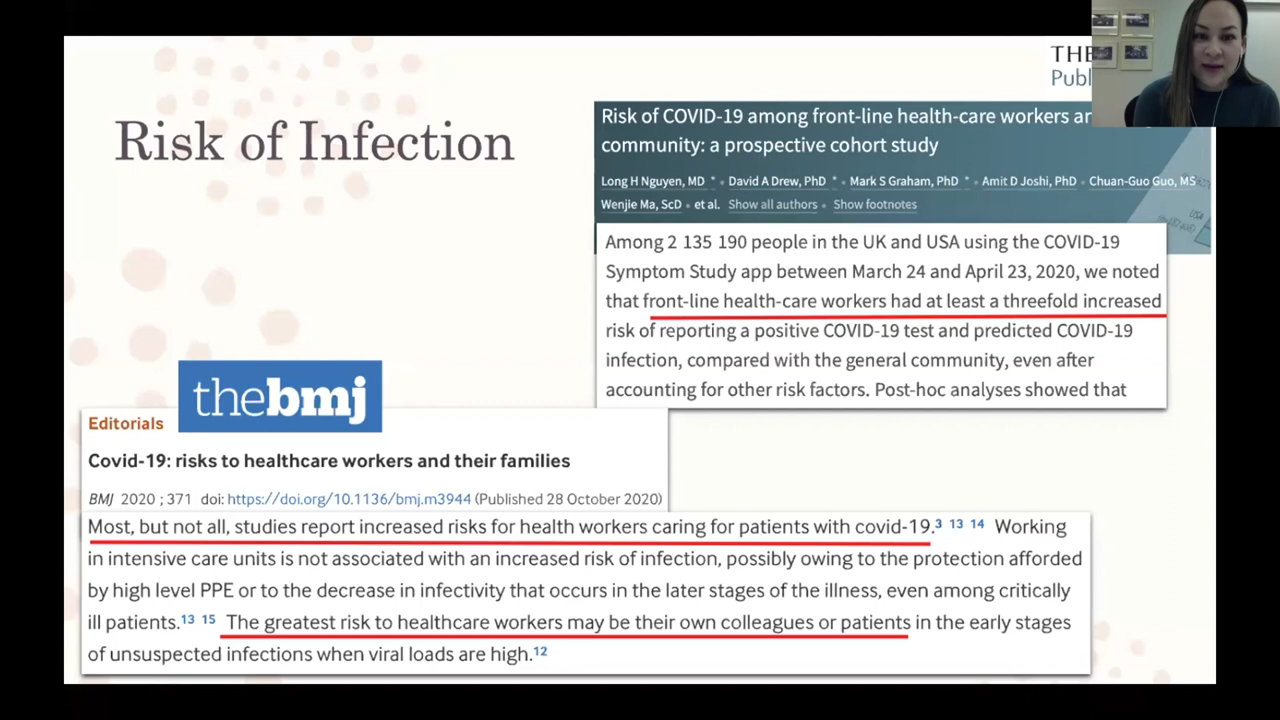 Risk of Infection
THE
Publ
Risk of COVID-19 among front-line health-care workers ar
community: a prospective cohort study
Long H Nguyen, MD * • David A Drew, PhD * • Mark S Graham, PhD * • Amit D Joshi, PhD • Chuan-Guo Guo, MS
Wenjie Ma, ScD • et al. Show all authors • Show footnotes
Among 2 135 190 people in the UK and USA using the COVID-19
Symptom Study app between March 24 and April 23, 2020, we noted
that front-line health-care workers had at least a threefold increased
risk of reporting a positive COVID-19 test and predicted COVID-19
infection, compared with the general community, even after
accounting for other risk factors. Post-hoc analyses showed that
thebmj
Editorials
Covid-19: risks to healthcare workers and their families
BMJ 2020 ; 371 doi: https://doi.org/10.1136/bmj.m3944 (Published 28 October 2020)
Most, but not all, studies report increased risks for health workers caring for patients with covid-19.3 13 14 Working
in intensive care units is not associated with an increased risk of infection, possibly owing to the protection afforded
by high level PPE or to the decrease in infectivity that occurs in the later stages of the illness, even among critically
ill patients.13 15 The greatest risk to healthcare workers may be their own colleagues or patients in the early stages
of unsuspected infections when viral loads are high.12